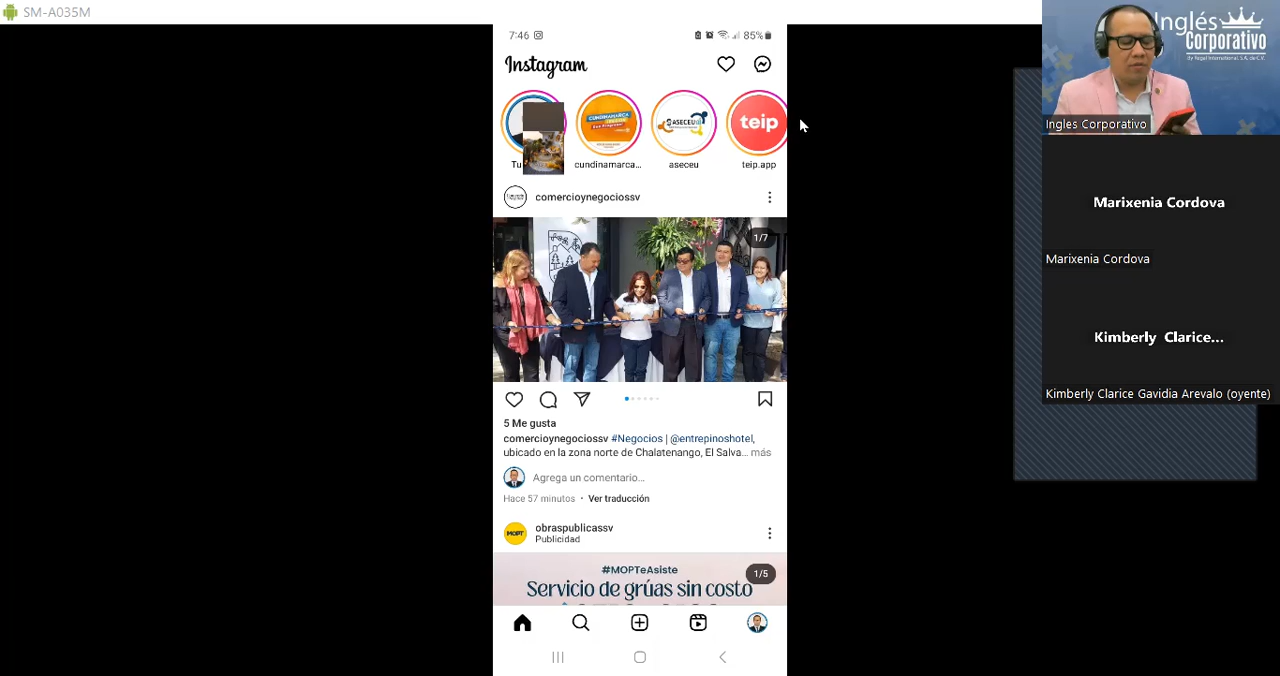 SM-A035M
7:46
85%
Instagram
CUNDINAMARCA
ASECEU
teip
Tu
cundinamarca...
aseceu
teip.app
comercioynegociossv
1/7
5 Me gusta
comercioynegociossv #Negocios | @entrepinoshotel,
ubicado en la zona norte de Chalatenango, El Salva... más
Agrega un comentario...
Hace 57 minutos • Ver traducción
MOPT
obraspublicassv
Publicidad
#MOPTeAsiste
1/5
Servicio de grúas sin costo
Inglés
Corporativo
Ingles Corporativo
Marixenia Cordova
Marixenia Cordova
Kimberly Clarice...
Kimberly Clarice Gavidia Arevalo (oyente)